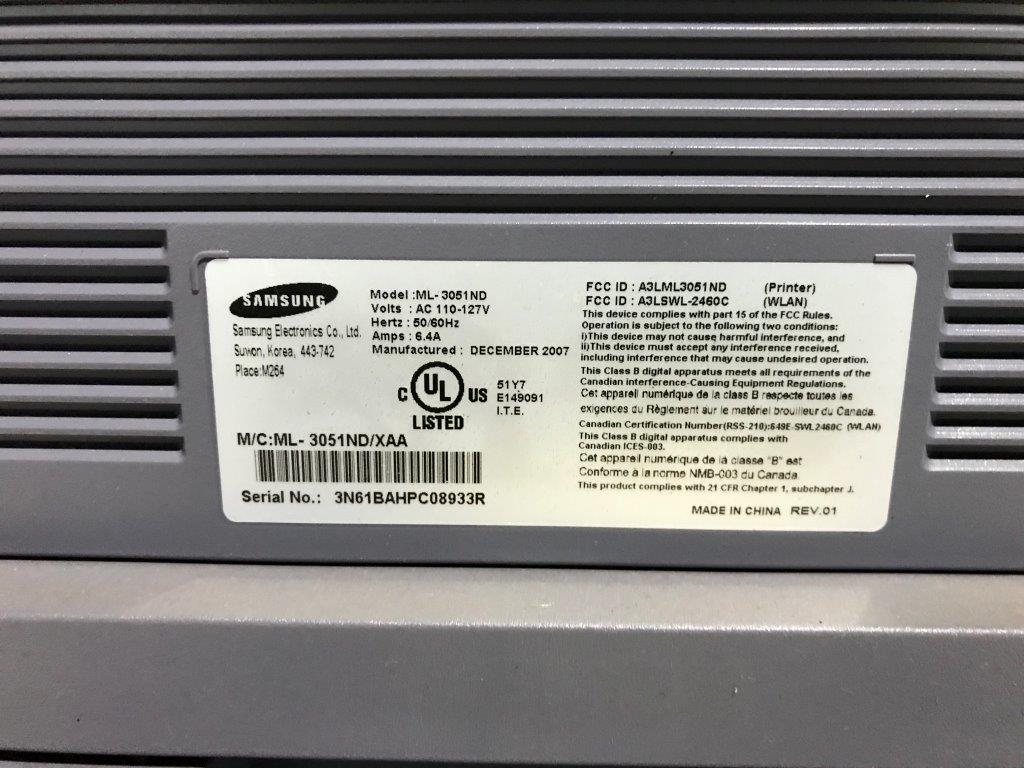 SAMSUNG
Samsung Electronics Co., Ltd.
Suwon, Korea, 443-742
Place:M264
Model :ML- 3051ND
Volts : AC 110-127V
Hertz : 50/60Hz
Amps : 6.4A
Manufactured : DECEMBER 2007
C UL US
LISTED
51Y7
E149091
I.T.E.
M/C:ML- 3051ND/XAA
Serial No.: 3N61BAHPC08933R
FCC ID : A3LML3051ND (Printer)
FCC ID : A3LSWL-2460C (WLAN)
This device complies with part 15 of the FCC Rules.
Operation is subject to the following two conditions:
i)This device may not cause harmful interference, and
ii)This device must accept any interference received,
including interference that may cause undesired operation.
This Class B digital apparatus meets all requirements of the
Canadian interference-Causing Equipment Regulations.
Cet appareil numérique de la class B respecte toutes les
exigences du Règlement sur le matériel brouilleur du Canada.
Canadian Certification Number(RSS-210):649E-SWL2460C (WLAN)
This Class B digital apparatus complies with
Canadian ICES-003.
Cet appareil numérique de la classe "B" est
Conforme à la norme NMB-003 du Canada.
This product complies with 21 CFR Chapter 1, subchapter J.
MADE IN CHINA REV.01